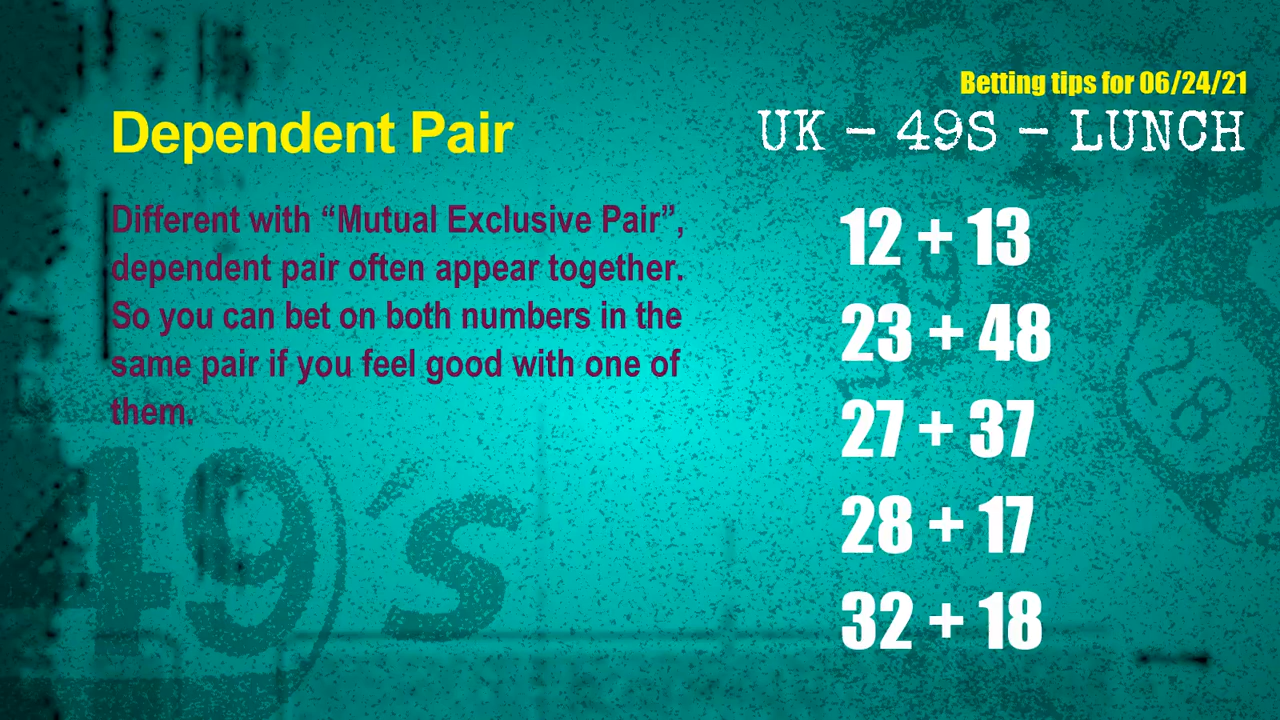 Betting tips for 06/24/21
UK - 49S - LUNCH
Dependent Pair
Different with “Mutual Exclusive Pair”,
dependent pair often appear together.
So you can bet on both numbers in the
same pair if you feel good with one of
them.
12 + 13
23 + 48
27 + 37
28 + 17
32 + 18
49's
28